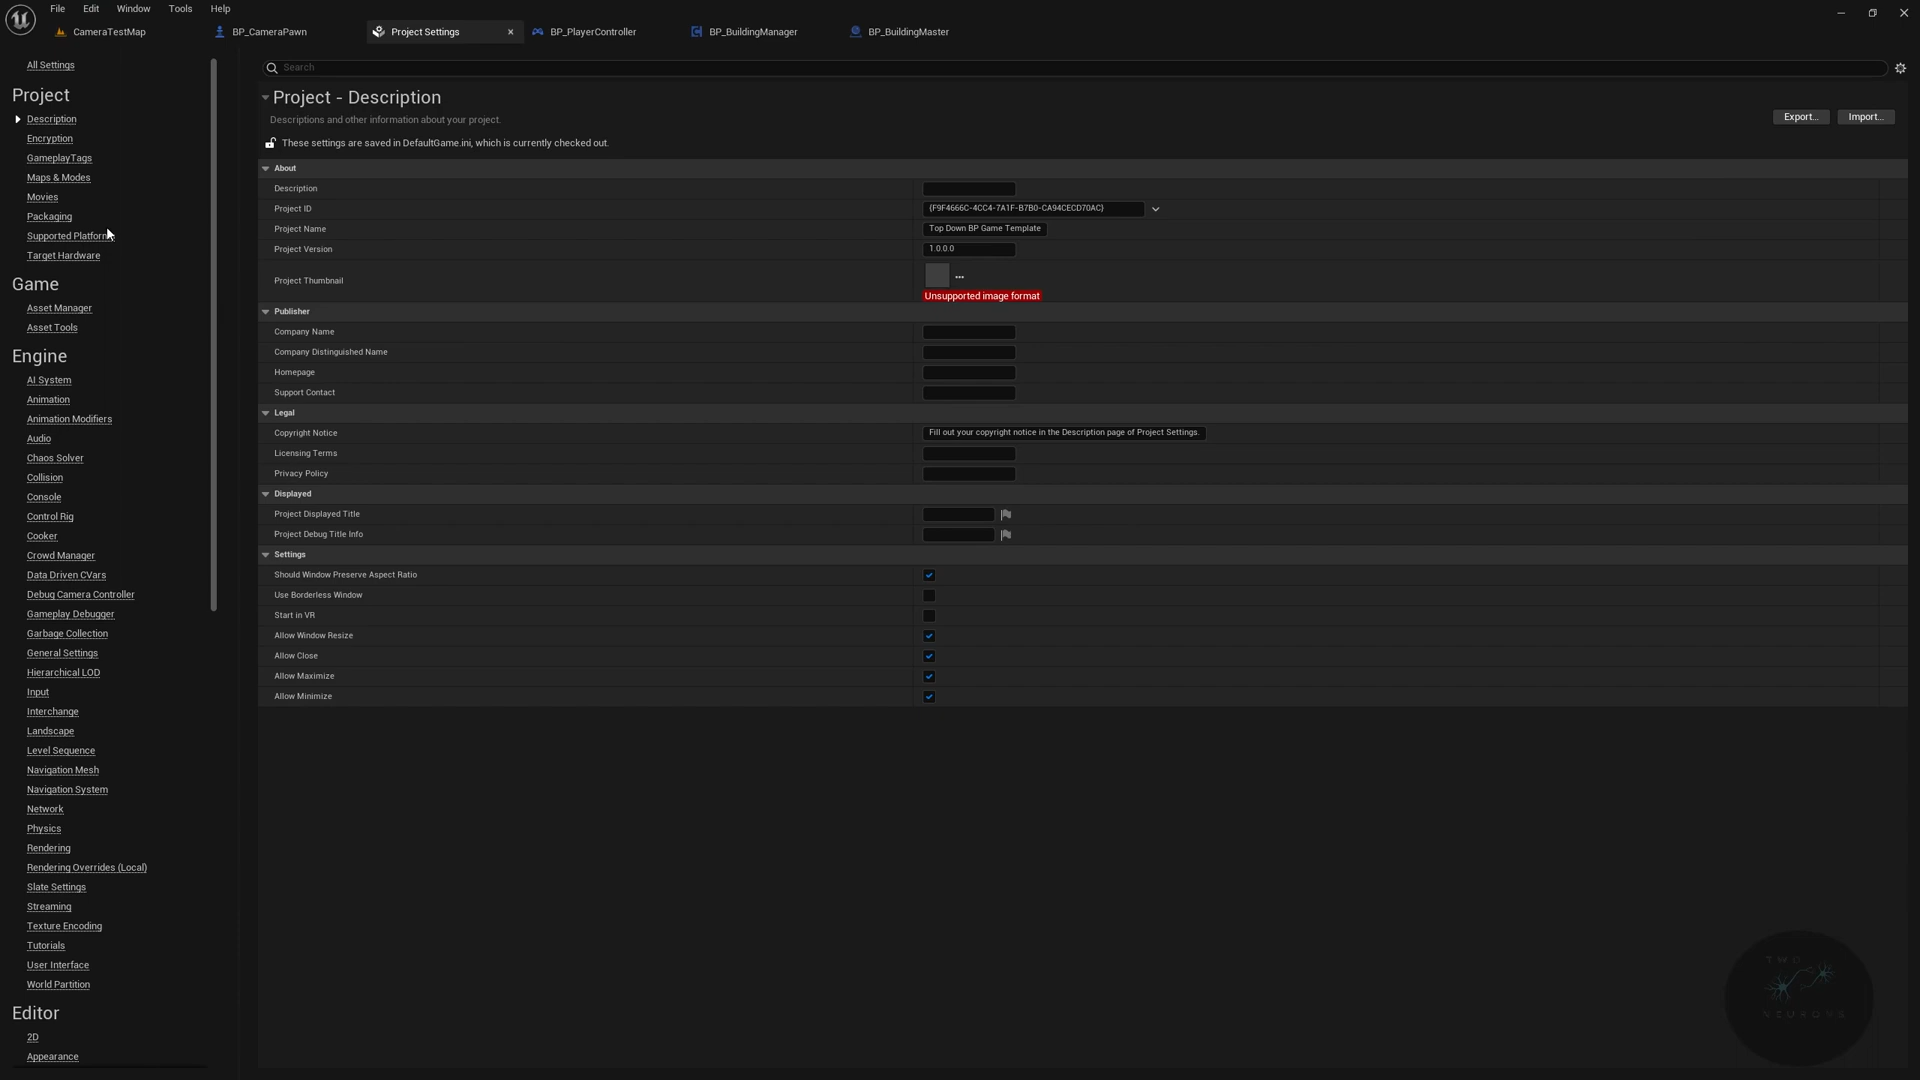 File Edit Window Tools Help
CameraTestMap BP_CameraPawn Project Settings BP_PlayerController BP_BuildingManager BP_BuildingMaster
All Settings
Project
Description
Encryption
GameplayTags
Maps & Modes
Movies
Packaging
Supported Platform
Target Hardware
Game
Asset Manager
Asset Tools
Engine
AI System
Animation
Animation Modifiers
Audio
Chaos Solver
Collision
Console
Control Rig
Cooker
Crowd Manager
Data Driven CVars
Debug Camera Controller
Gameplay Debugger
Garbage Collection
General Settings
Hierarchical LOD
Input
Interchange
Landscape
Level Sequence
Navigation Mesh
Navigation System
Network
Physics
Rendering
Rendering Overrides (Local)
Slate Settings
Streaming
Texture Encoding
Tutorials
User Interface
World Partition
Editor
2D
Appearance
Search
Project - Description
Descriptions and other information about your project.
Export... Import...
These settings are saved in DefaultGame.ini, which is currently checked out.
About
Description
Project ID {F9F4666C-4CC4-7A1F-B7B0-CA94CECD70AC}
Project Name Top Down BP Game Template
Project Version 1.0.0.0
Project Thumbnail
Unsupported image format
Publisher
Company Name
Company Distinguished Name
Homepage
Support Contact
Legal
Copyright Notice Fill out your copyright notice in the Description page of Project Settings.
Licensing Terms
Privacy Policy
Displayed
Project Displayed Title
Project Debug Title Info
Settings
Should Window Preserve Aspect Ratio
Use Borderless Window
Start in VR
Allow Window Resize
Allow Close
Allow Maximize
Allow Minimize
TWO
NEURONS